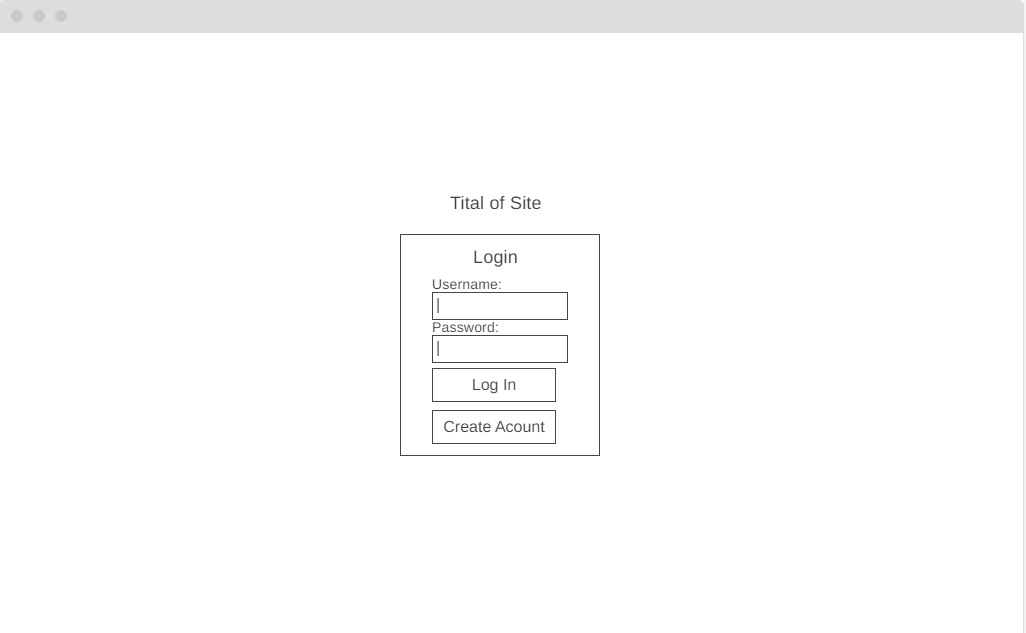 Tital of Site
Login
Username:
Password:
Log In
Create Acount